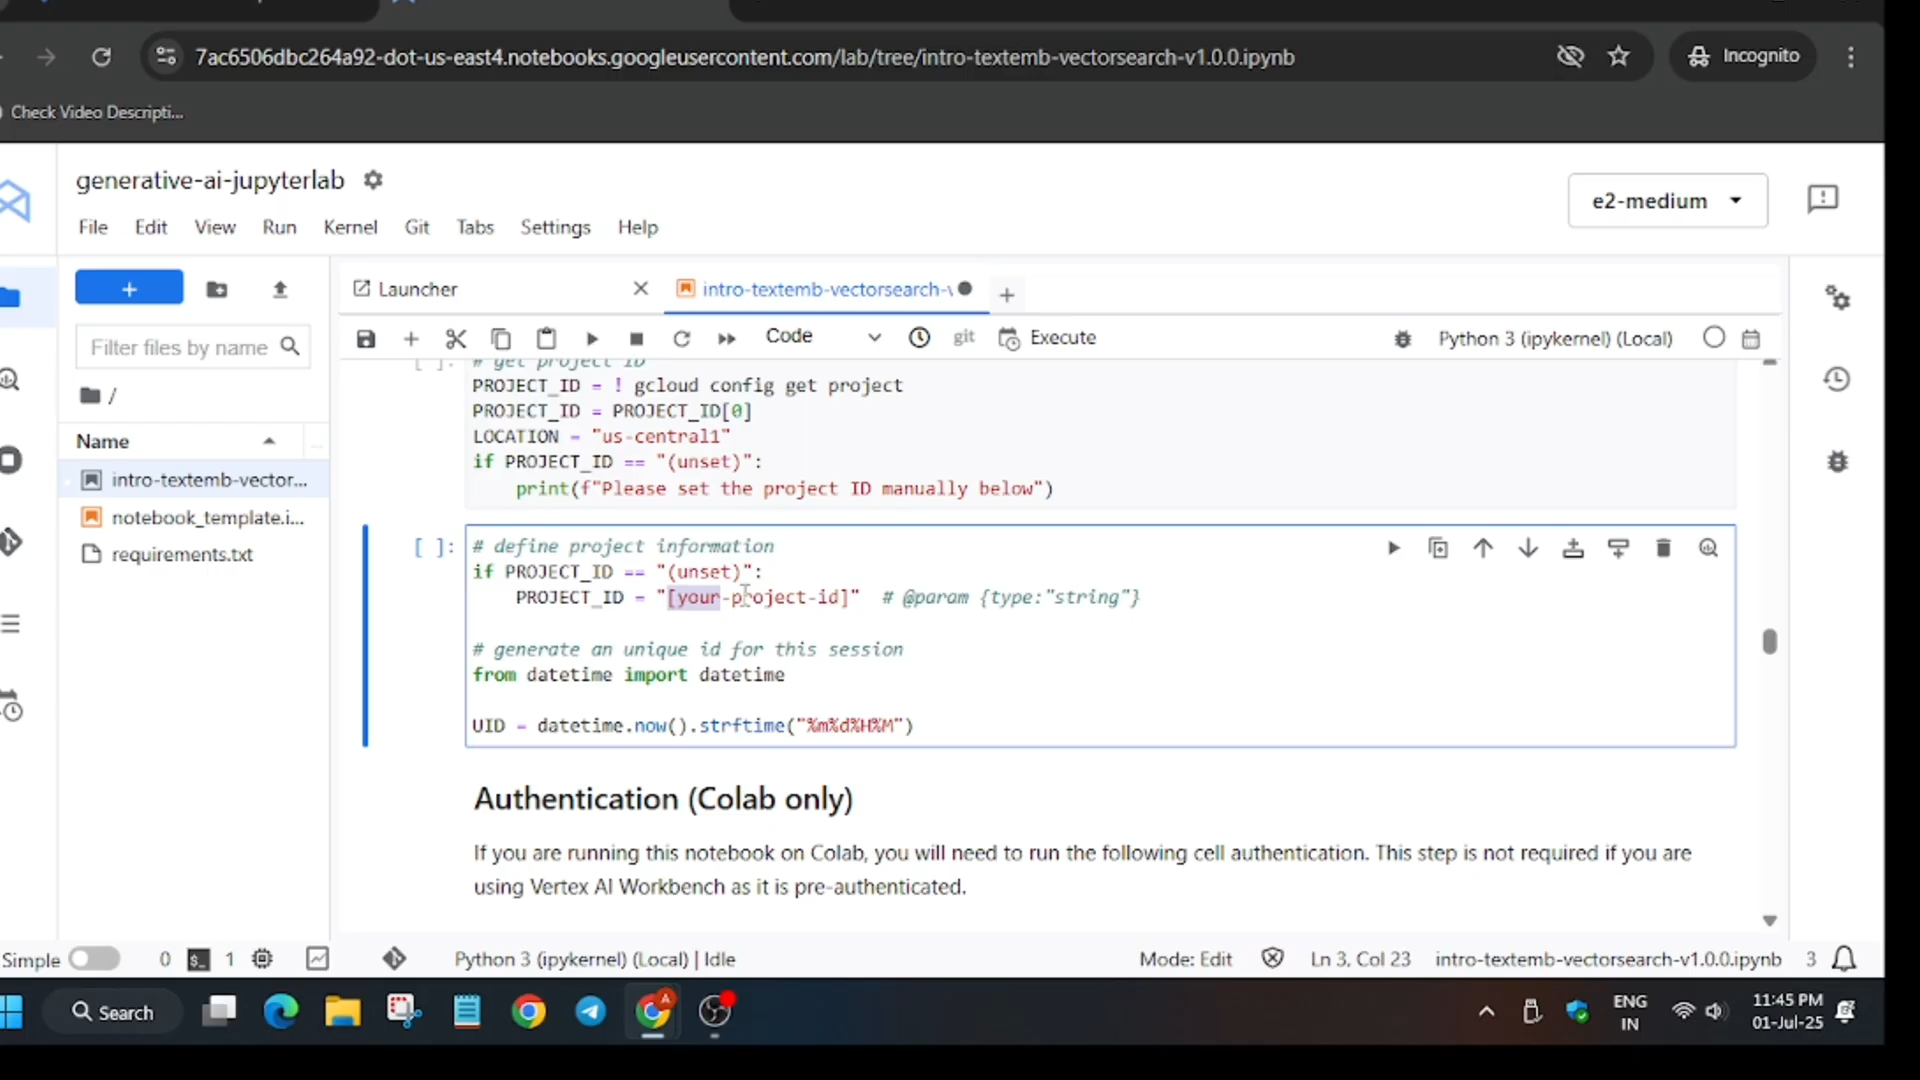 7ac6506dbc264a92-dot-us-east4.notebooks.googleusercontent.com/lab/tree/intro-textemb-vectorsearch-v1.0.0.ipynb
Incognito
Check Video Descripti...
generative-ai-jupyterlab
e2-medium
File Edit View Run Kernel Git Tabs Settings Help
Launcher
intro-textemb-vectorsearch-v
Filter files by name
Code
git
Execute
Python 3 (ipykernel) (Local)
/
Name
intro-textemb-vector...
notebook_template.i...
requirements.txt
[ ]: # get project ID
PROJECT_ID = ! gcloud config get project
PROJECT_ID = PROJECT_ID[0]
LOCATION = "us-central1"
if PROJECT_ID == "(unset)":
    print(f"Please set the project ID manually below")
[ ]: # define project information
if PROJECT_ID == "(unset)":
    PROJECT_ID = "[your-project-id]"  # @param {type:"string"}
# generate an unique id for this session
from datetime import datetime
UID = datetime.now().strftime("%m%d%H%M")
Authentication (Colab only)
If you are running this notebook on Colab, you will need to run the following cell authentication. This step is not required if you are
using Vertex AI Workbench as it is pre-authenticated.
Simple
0
1
Python 3 (ipykernel) (Local) | Idle
Mode: Edit
Ln 3, Col 23
intro-textemb-vectorsearch-v1.0.0.ipynb
3
Search
A
ENG
IN
11:45 PM
01-Jul-25